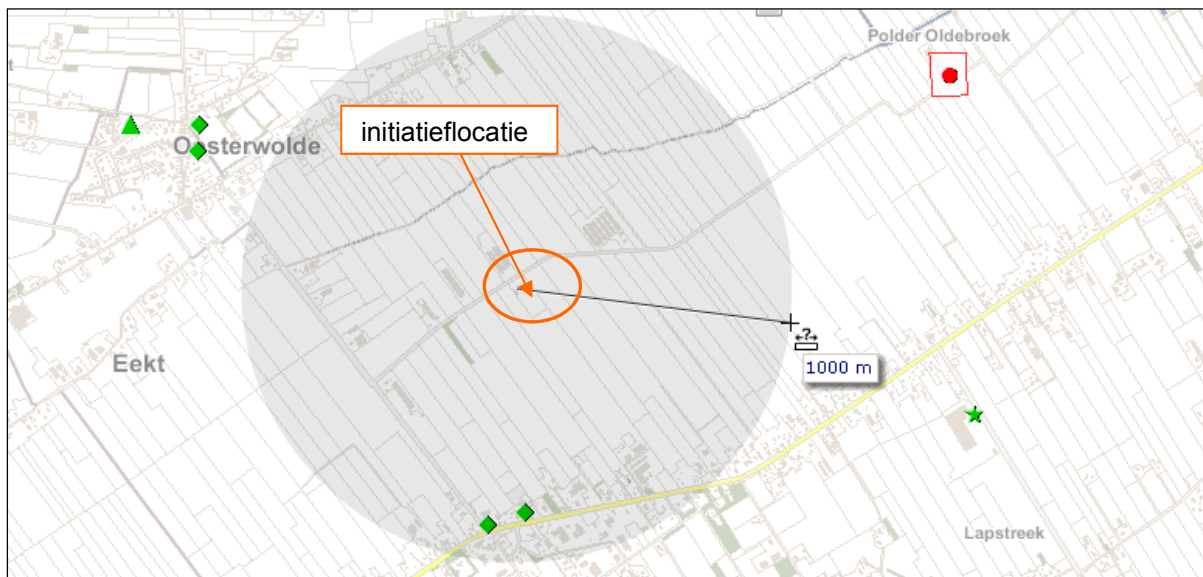 Polder Oldebroek
t
initiatieflocatie
Oosterwolde
Eekt
?
1000 m
Lapstreek